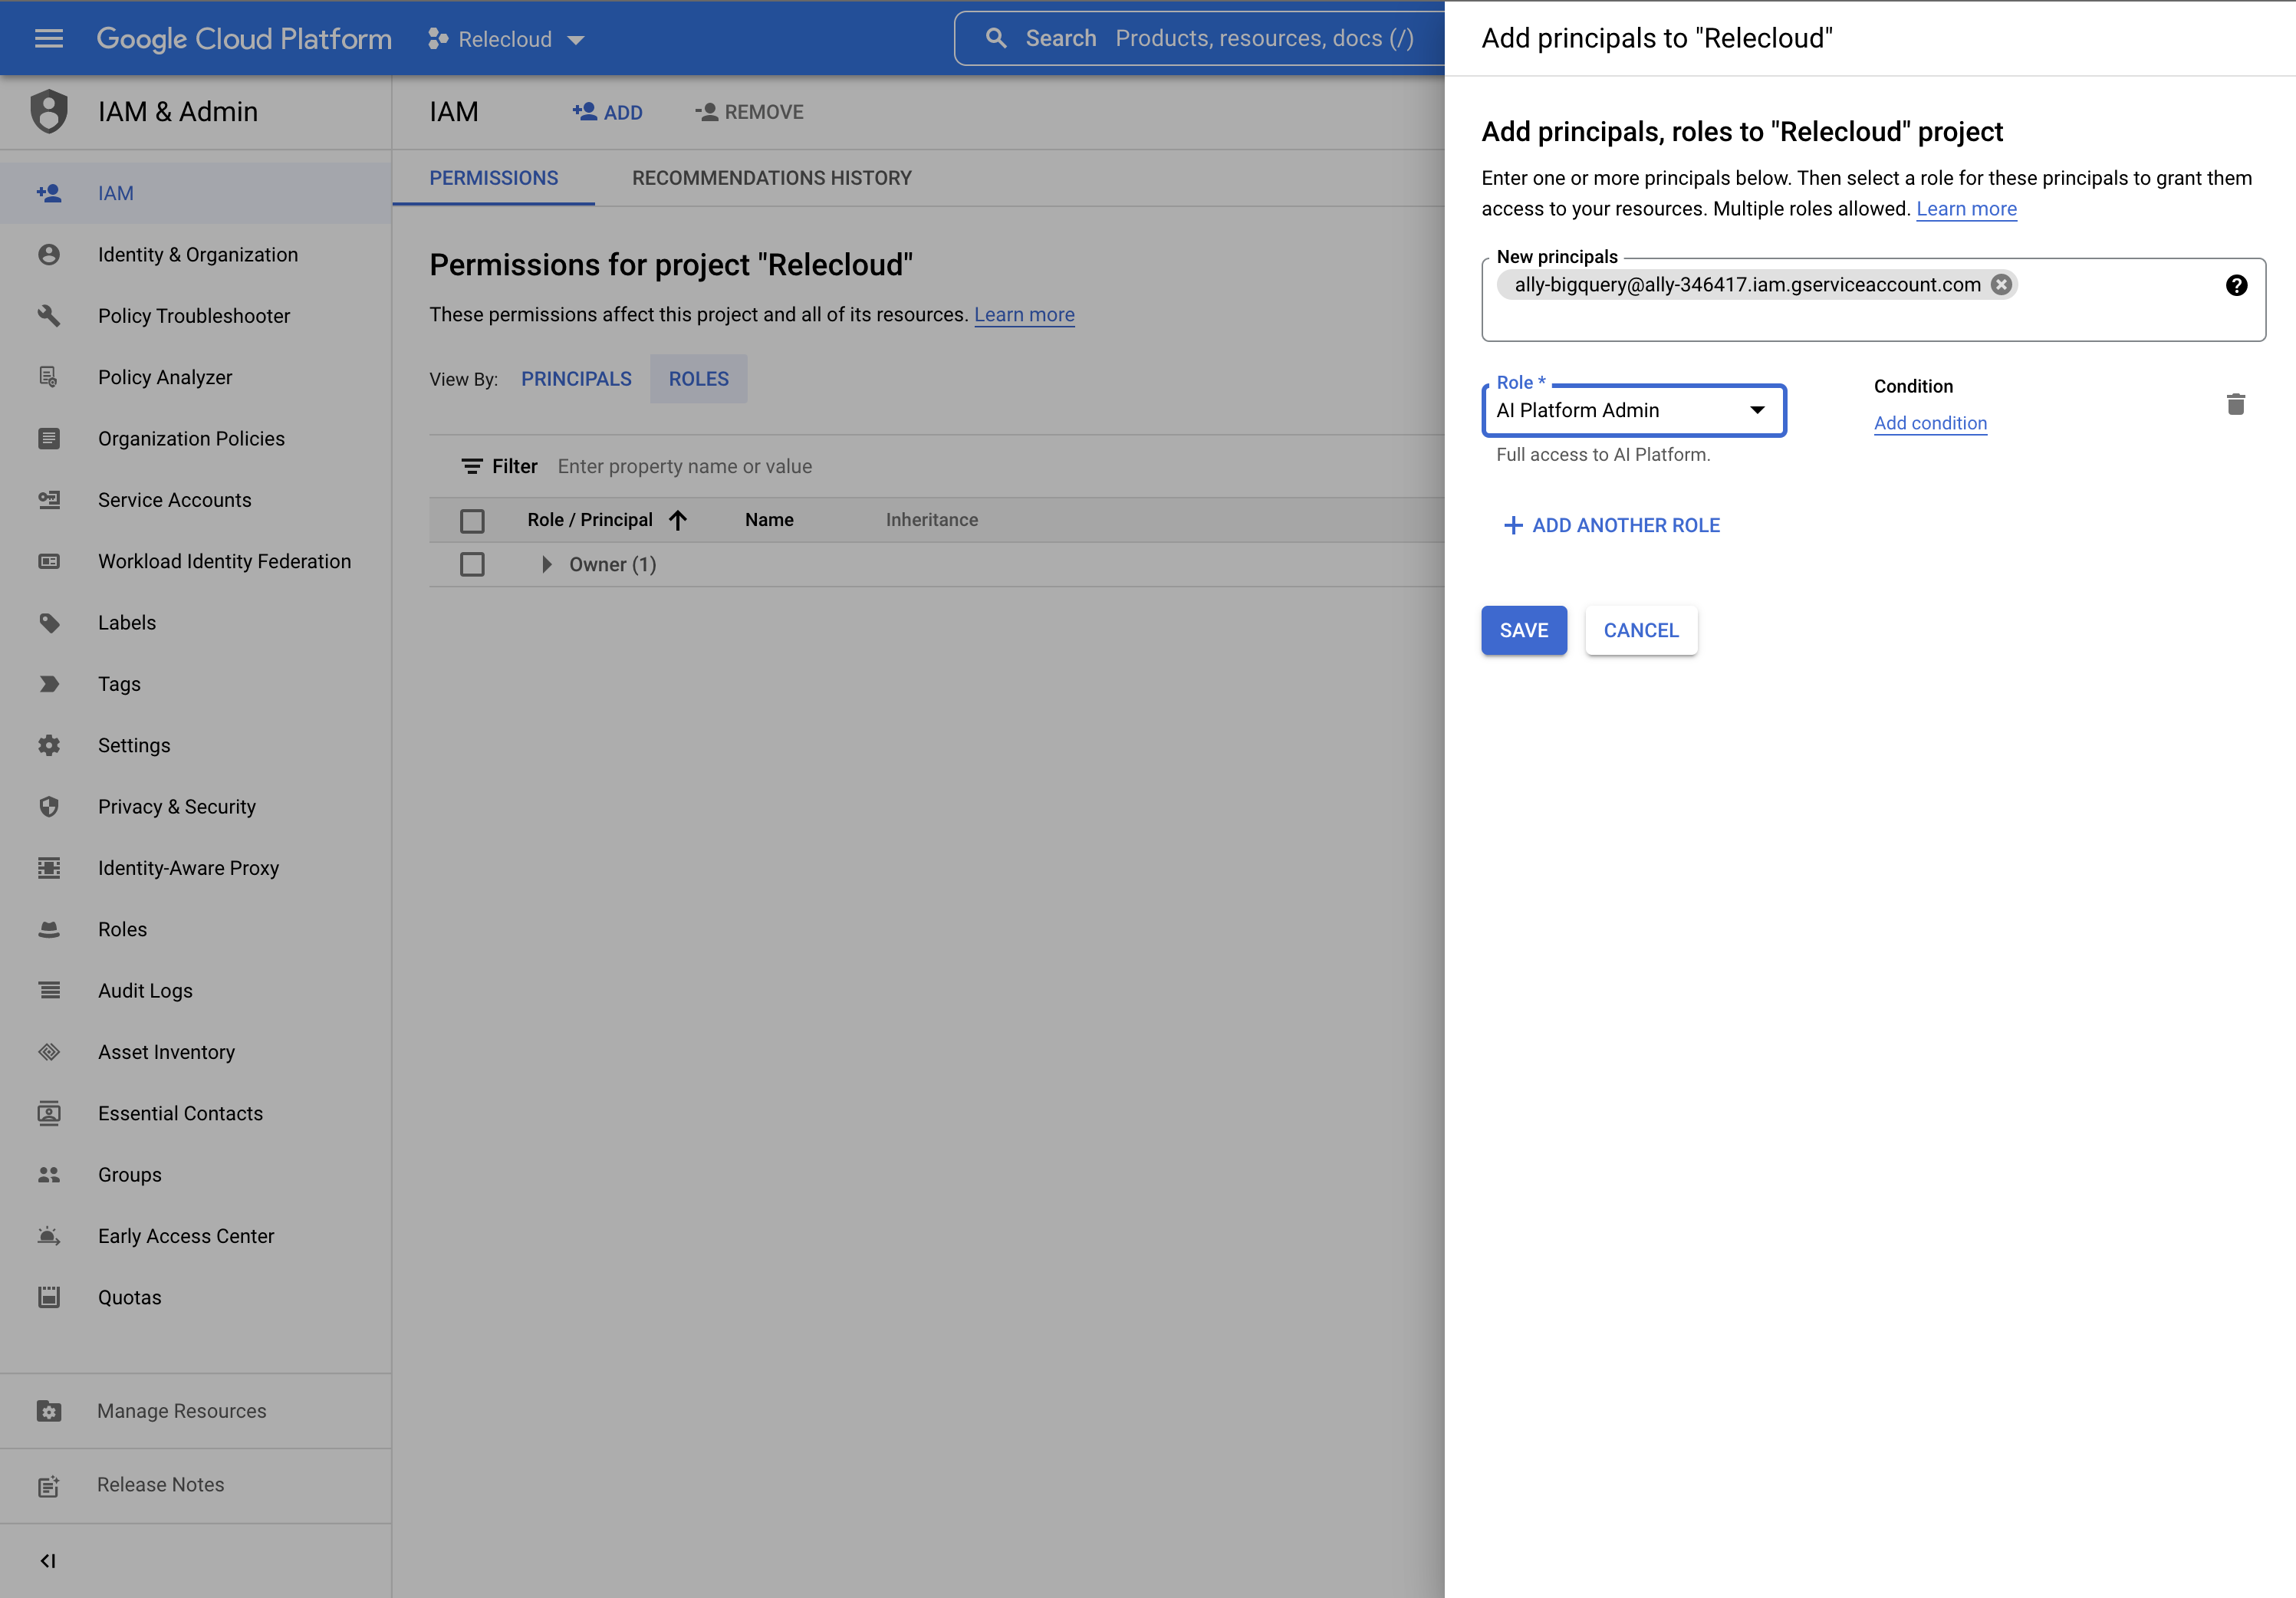 Google Cloud Platform
Relecloud
Search Products, resources, docs (/)
IAM & Admin
IAM
Identity & Organization
Policy Troubleshooter
Policy Analyzer
Organization Policies
Service Accounts
Workload Identity Federation
Labels
Tags
Settings
Privacy & Security
Identity-Aware Proxy
Roles
Audit Logs
Asset Inventory
Essential Contacts
Groups
Early Access Center
Quotas
Manage Resources
Release Notes
IAM
ADD
REMOVE
PERMISSIONS
RECOMMENDATIONS HISTORY
Permissions for project "Relecloud"
These permissions affect this project and all of its resources. Learn more
View By: PRINCIPALS ROLES
Filter Enter property name or value
Role / Principal Name Inheritance
Owner (1)
Add principals to "Relecloud"
Add principals, roles to "Relecloud" project
Enter one or more principals below. Then select a role for these principals to grant them
access to your resources. Multiple roles allowed. Learn more
New principals
ally-bigquery@ally-346417.iam.gserviceaccount.com
Role *
AI Platform Admin
Full access to AI Platform.
Condition
Add condition
ADD ANOTHER ROLE
SAVE
CANCEL